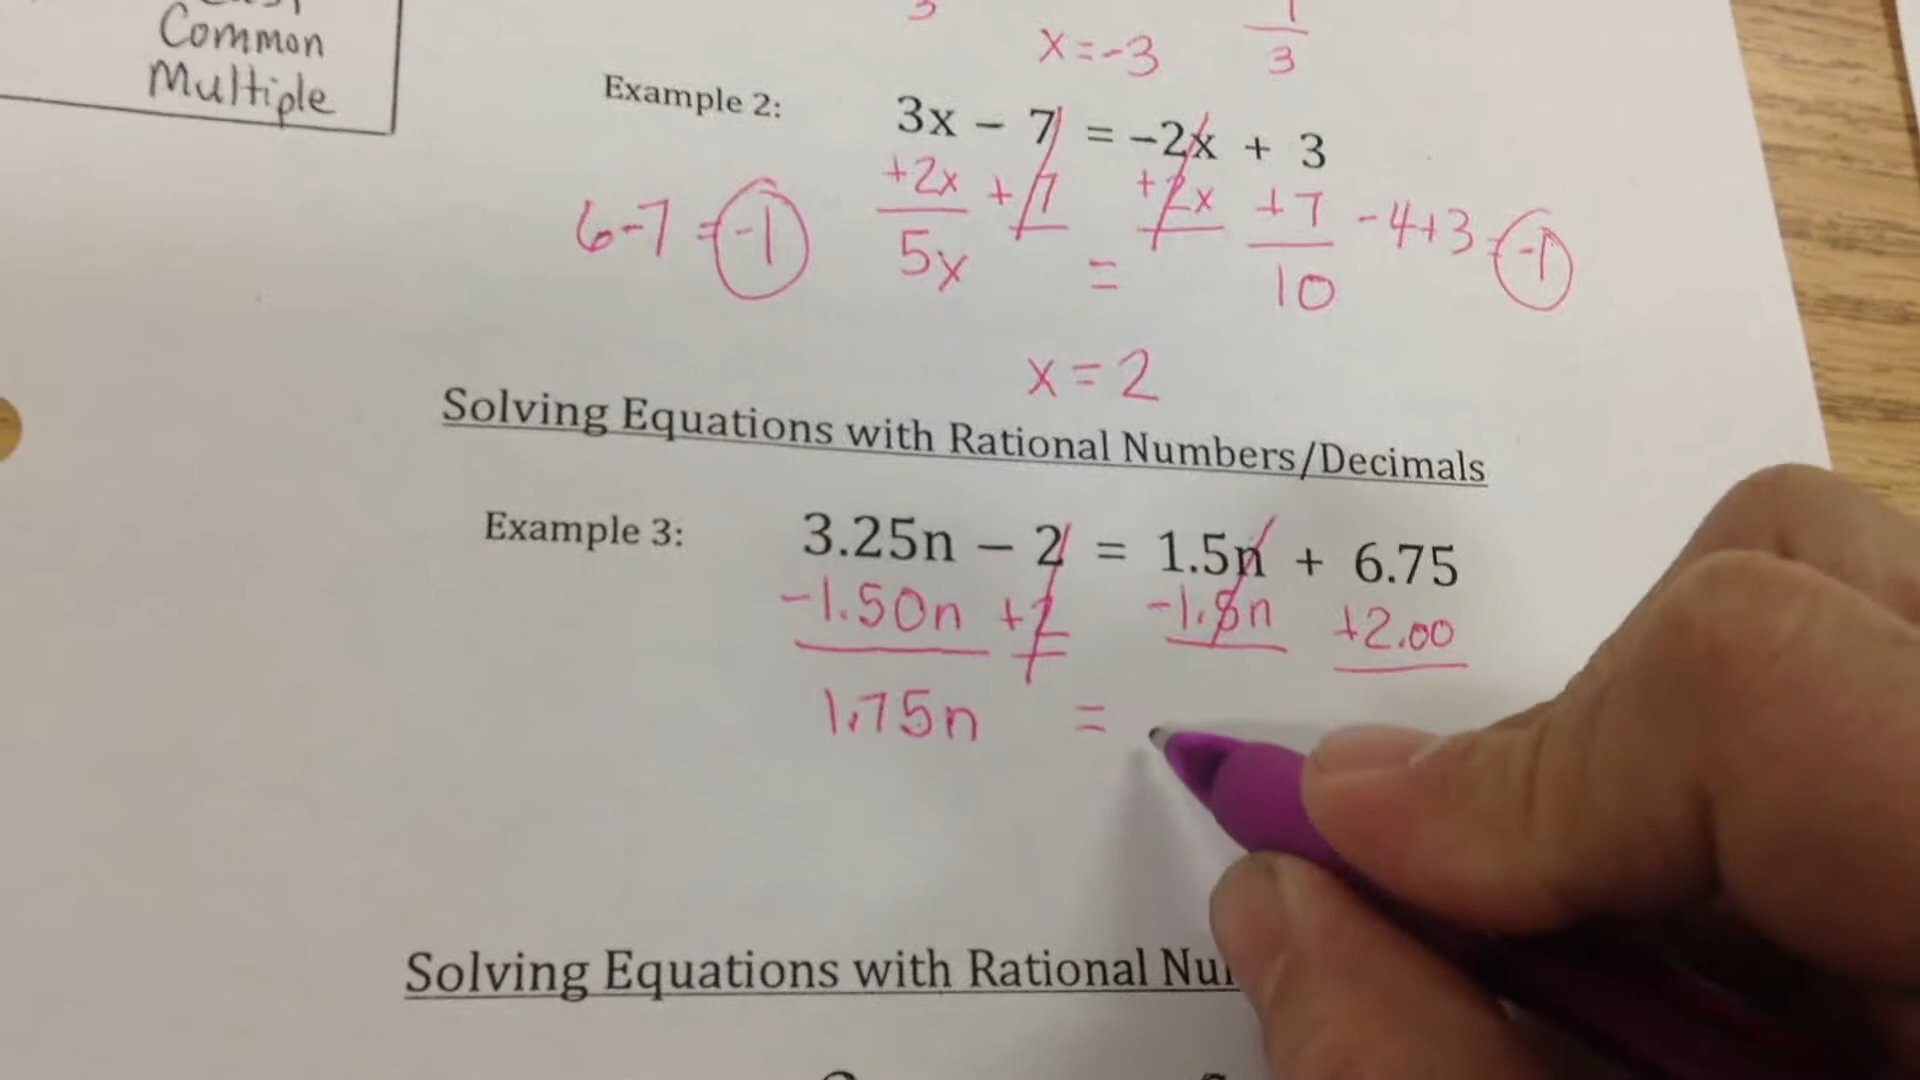 Common
Multiple
3
x=-3
1
3
Example 2:
3x - 7 = -2x + 3
+2x +7 +2x +7
6-7=-1
-4+3=-1
5x = 10
x=2
Solving Equations with Rational Numbers/Decimals
Example 3:
3.25n – 2 = 1.5n + 6.75
-1.50n +2 -1.5n +2.00
1.75n =
Solving Equations with Rational